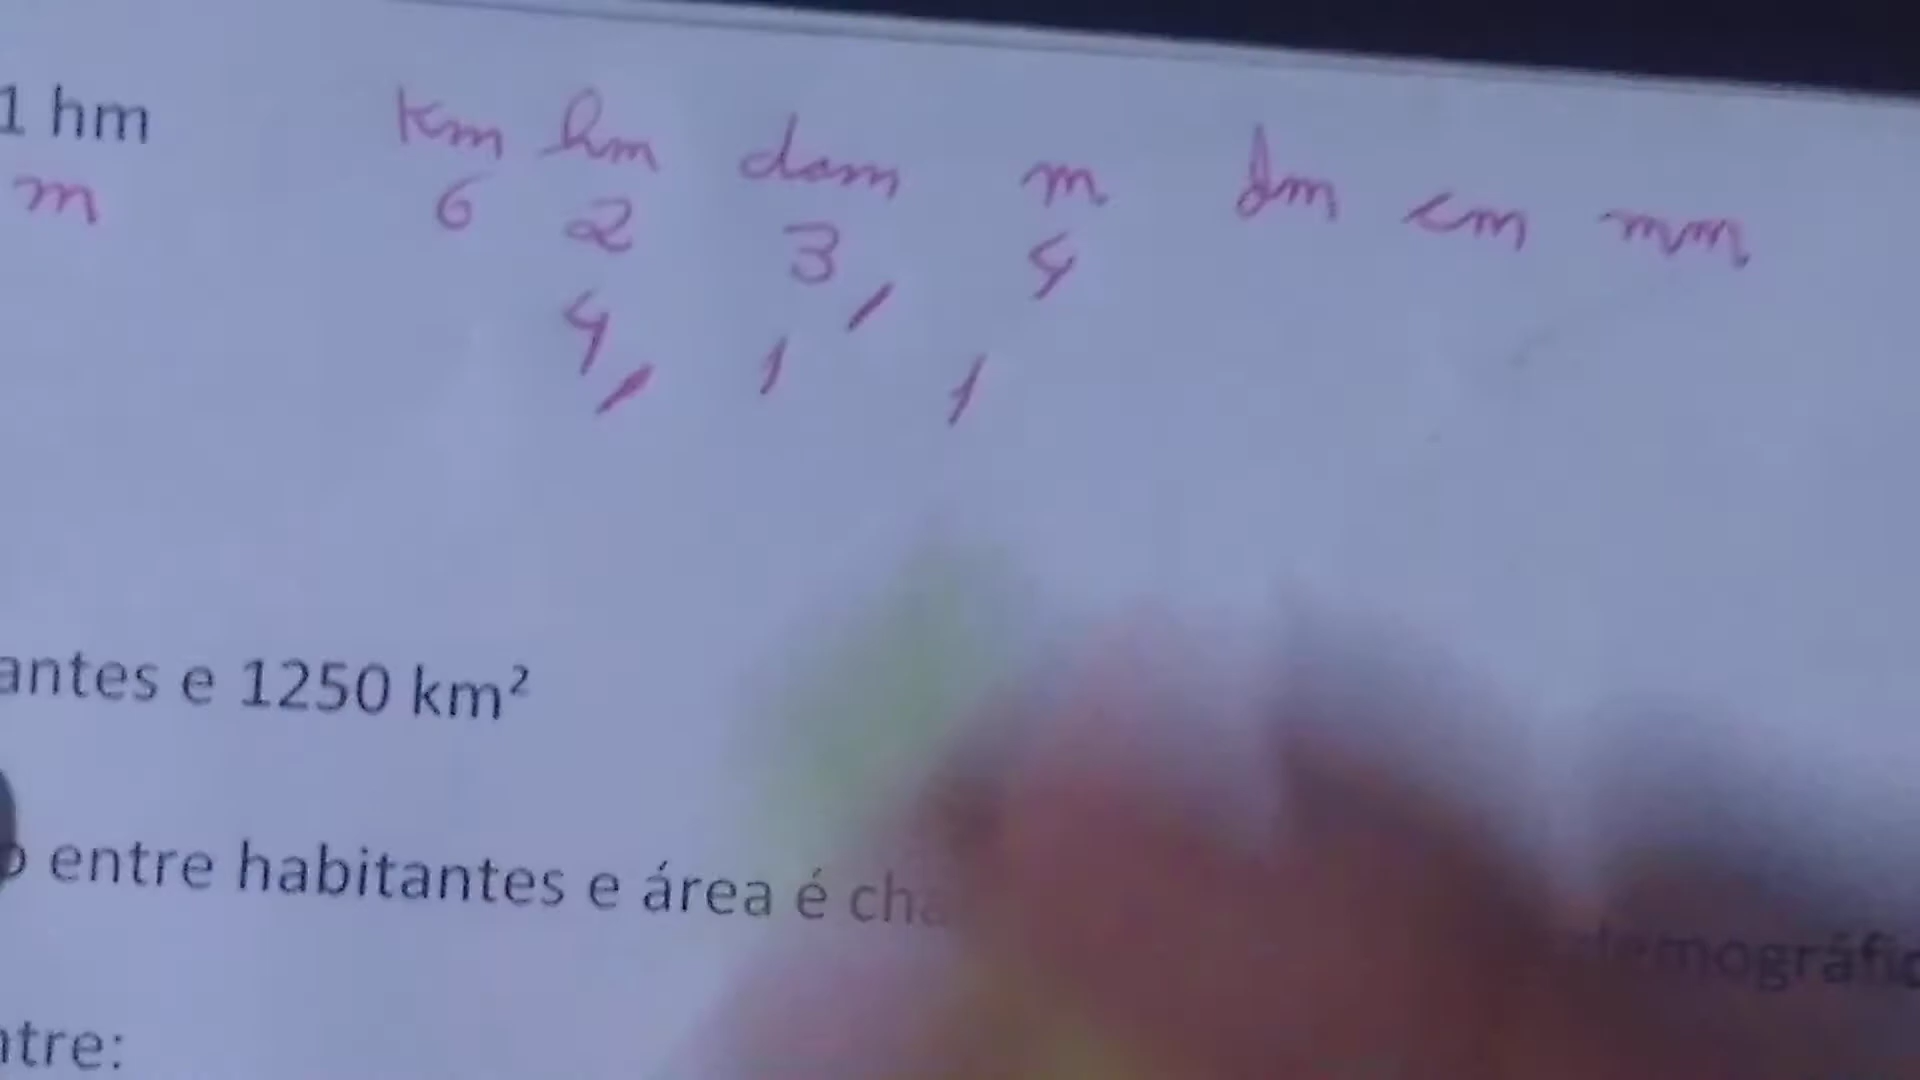 1 hm
m
km hm dam m dm cm mm
6 2 3, 4
4, 1 1
antes e 1250 km²
o entre habitantes e área é cha demográfic
ntre: